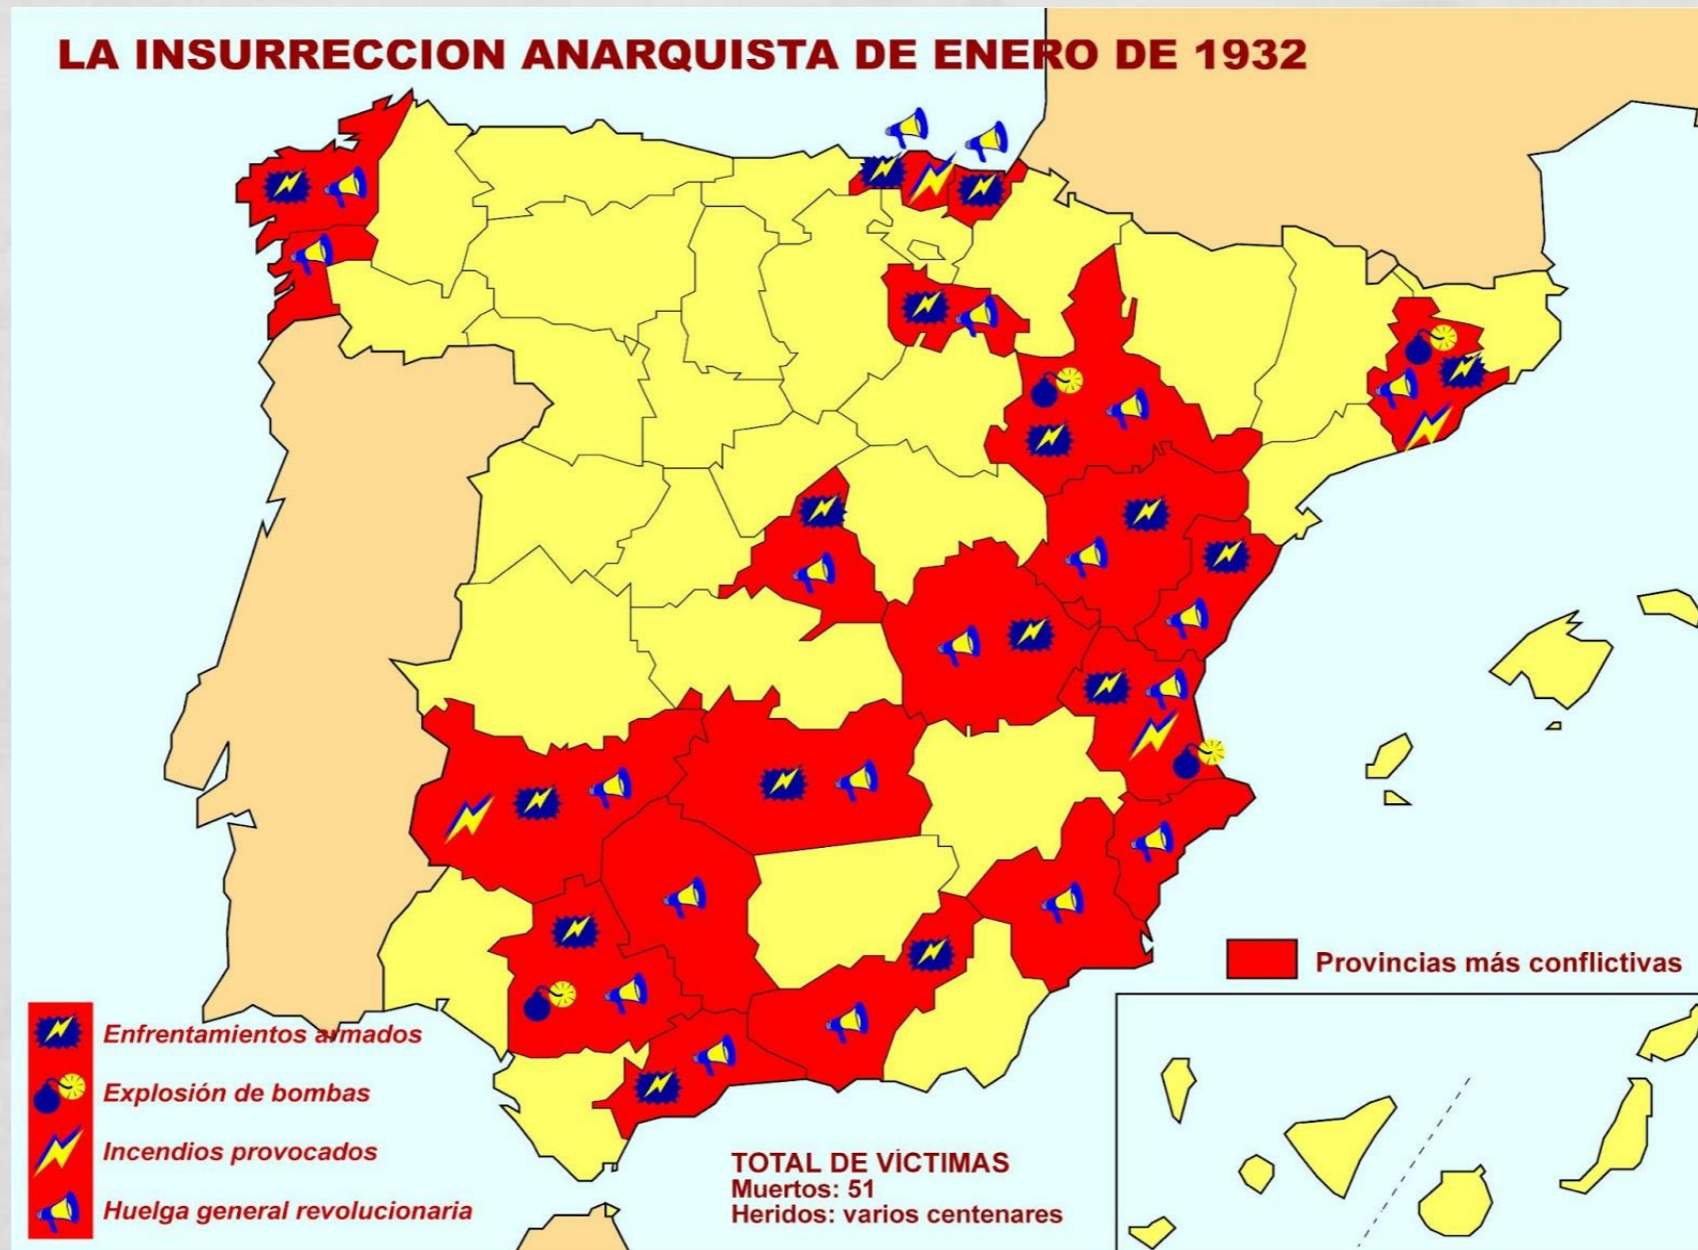 LA INSURRECCION ANARQUISTA DE ENERO DE 1932
Provincias más conflictivas
Enfrentamientos armados
Explosión de bombas
Incendios provocados
Huelga general revolucionaria
TOTAL DE VÍCTIMAS
Muertos: 51
Heridos: varios centenares